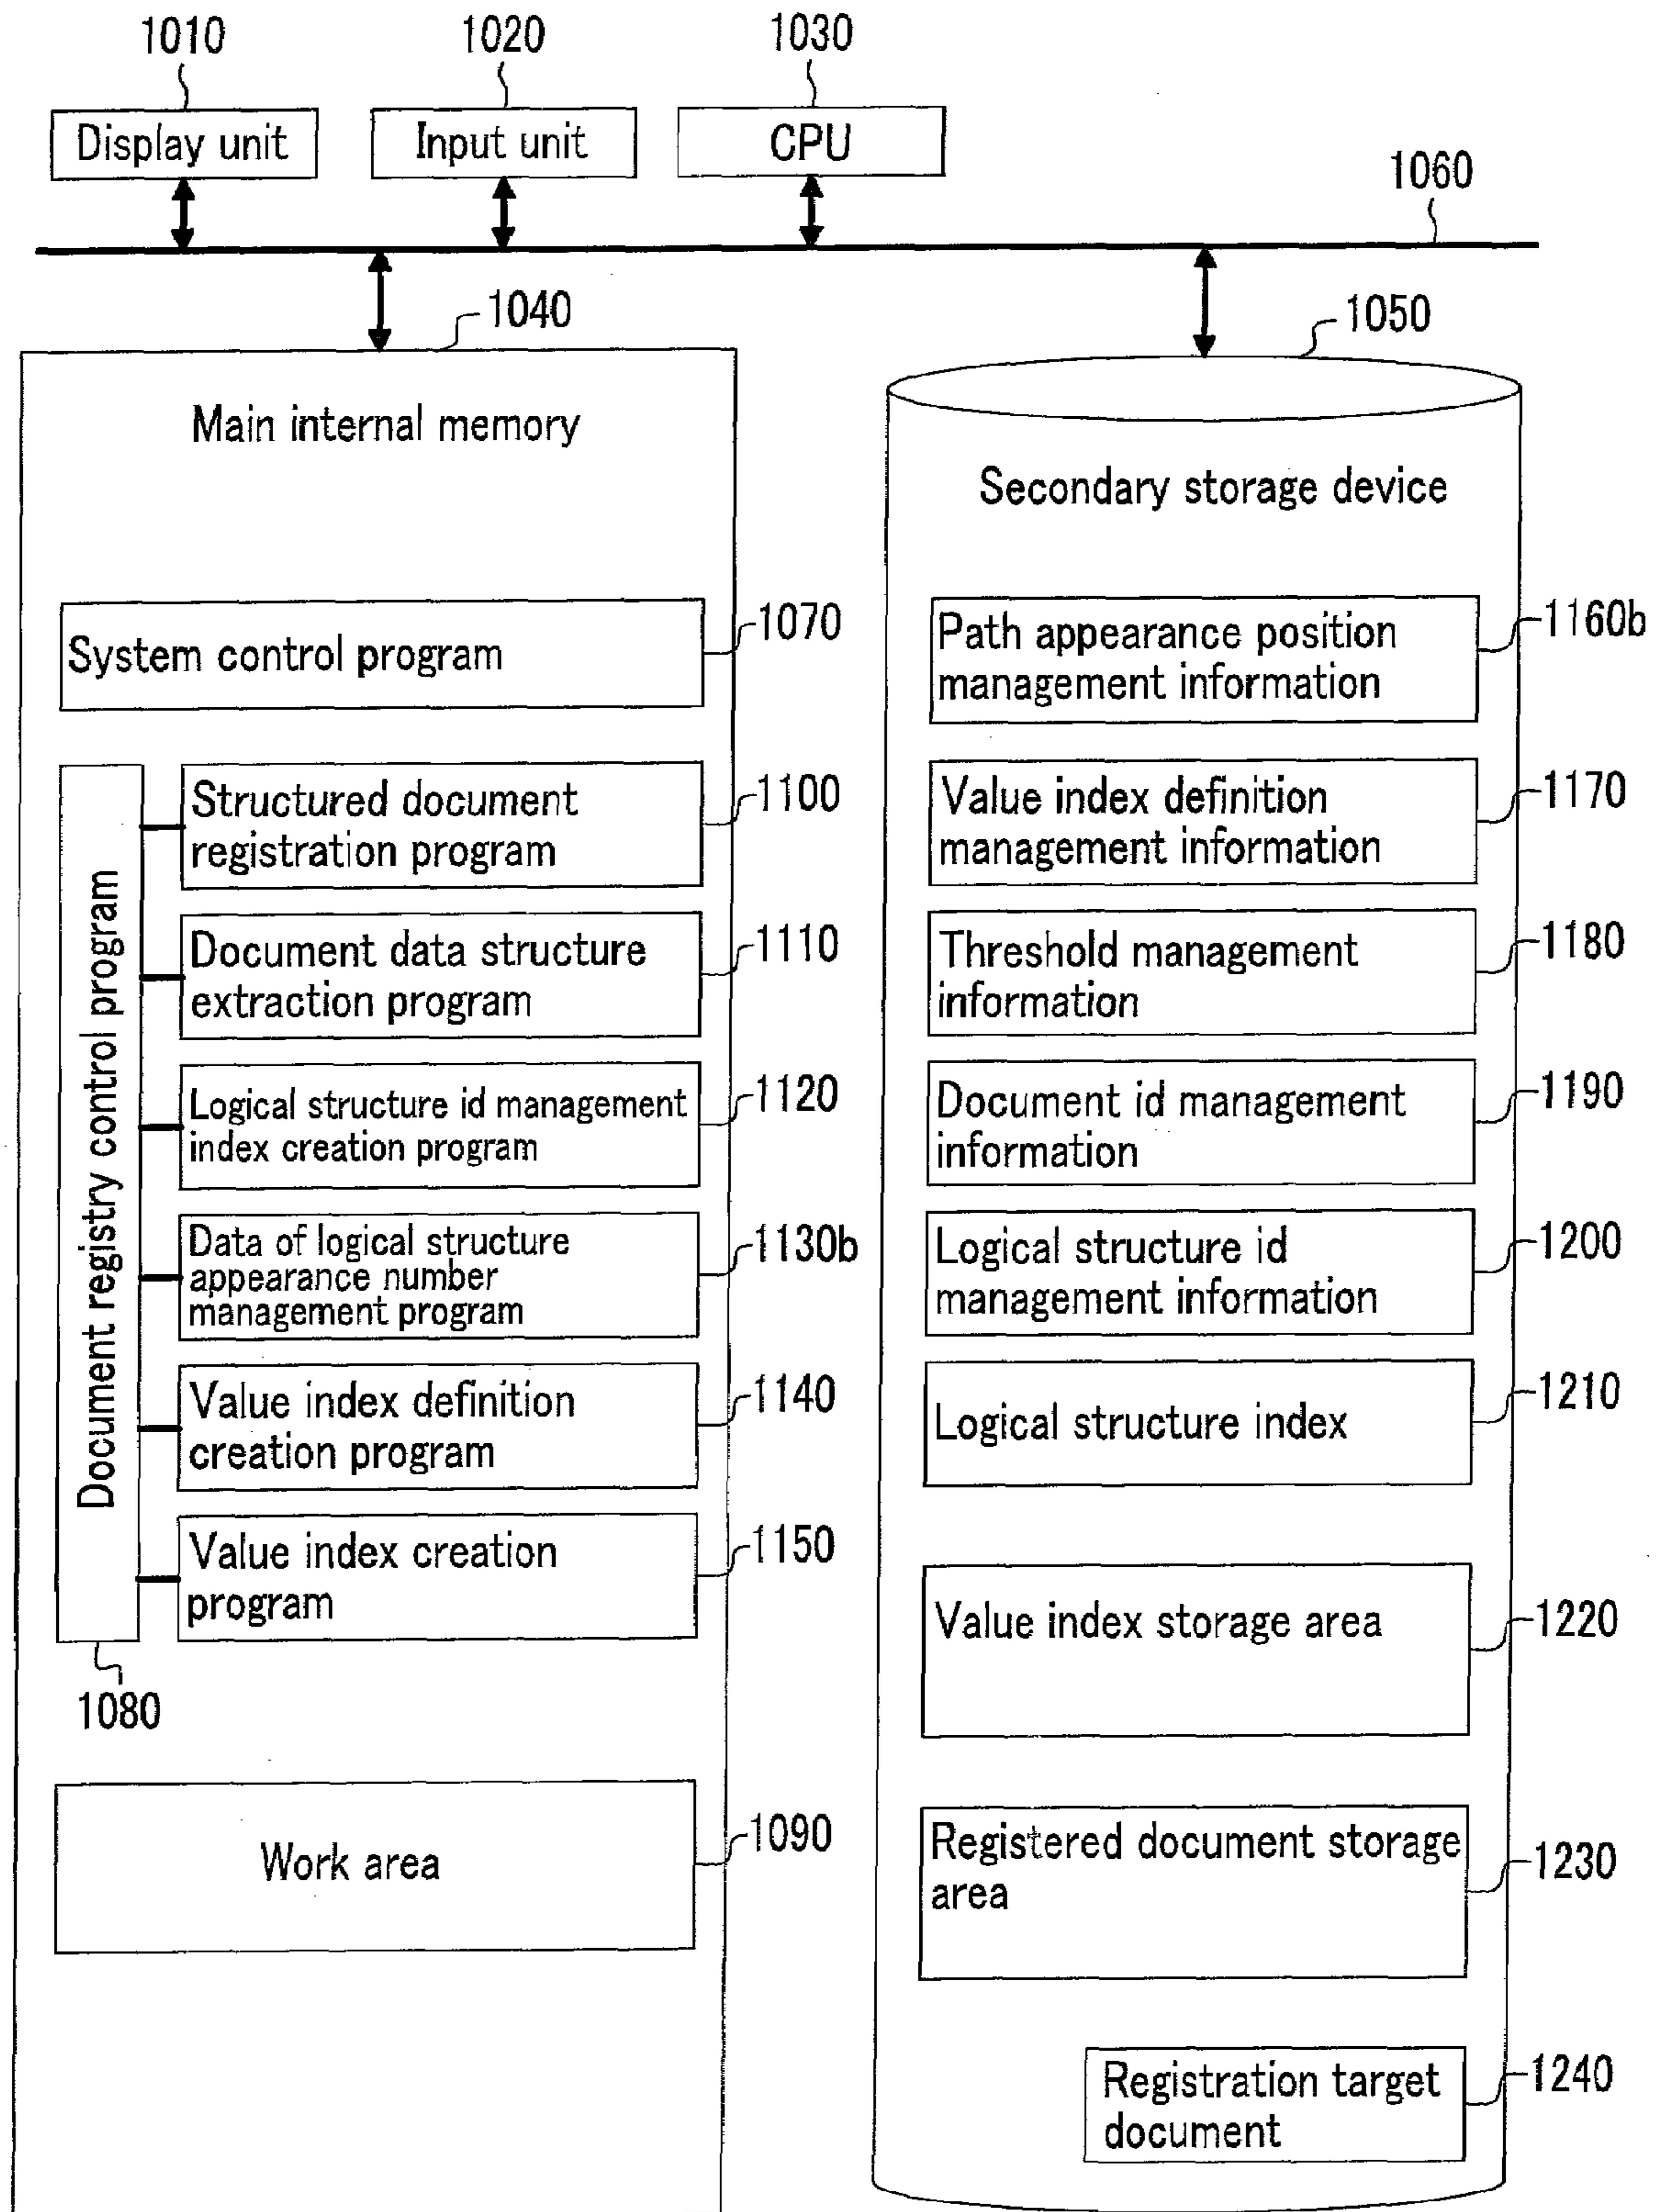 1010
1020
1030
Display unit
Input unit
CPU
1060
1040
1050
Main internal memory
Secondary storage device
System control program
1070
Document registry control program
1080
Structured document
registration program
1100
Document data structure
extraction program
1110
Logical structure id management
index creation program
1120
Data of logical structure
appearance number
management program
1130b
Value index definition
creation program
1140
Value index creation
program
1150
Work area
1090
Path appearance position
management information
1160b
Value index definition
management information
1170
Threshold management
information
1180
Document id management
information
1190
Logical structure id
management information
1200
Logical structure index
1210
Value index storage area
1220
Registered document storage
area
1230
Registration target
document
1240